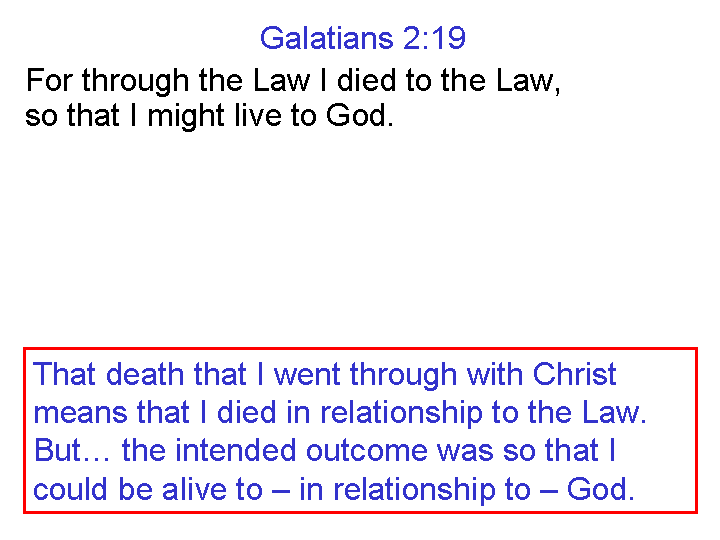 Galatians 2:19
For through the Law I died to the Law,
so that I might live to God.
That death that I went through with Christ
means that I died in relationship to the Law.
But… the intended outcome was so that I
could be alive to – in relationship to – God.